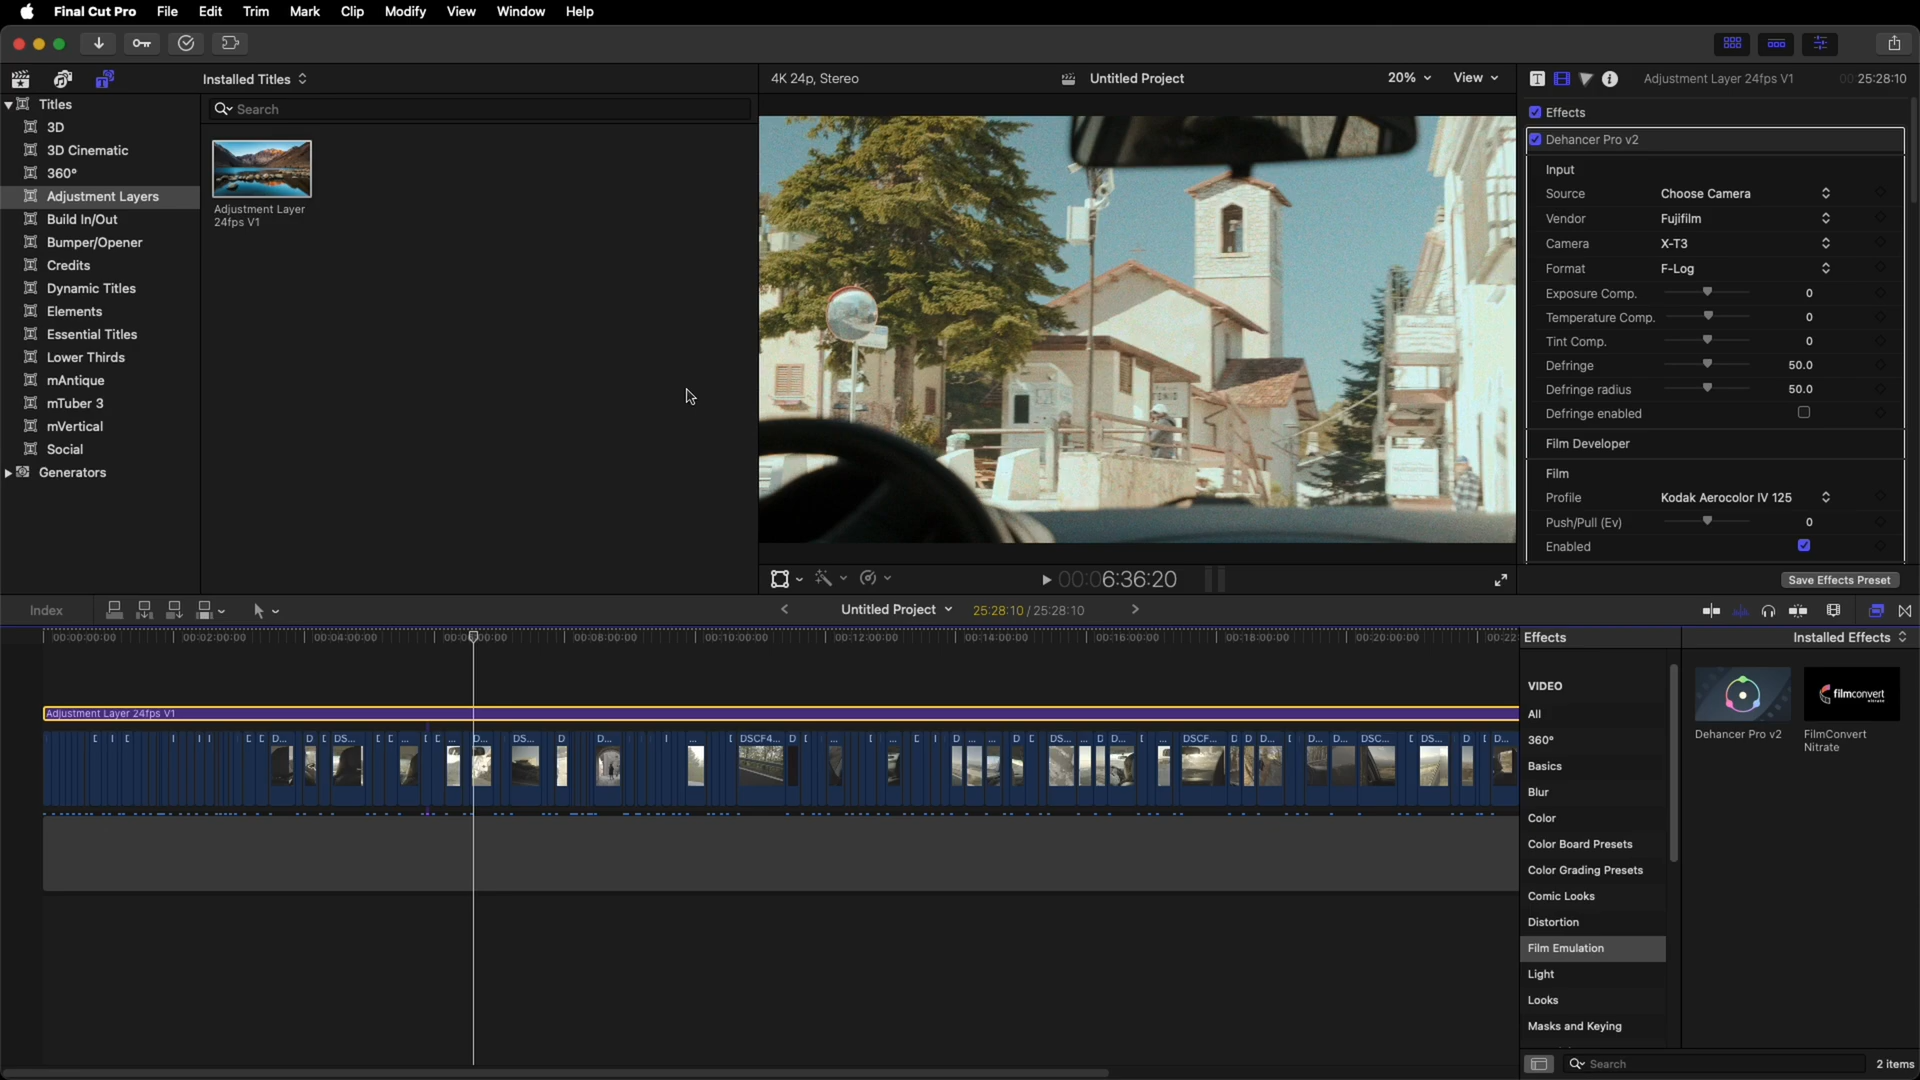 Final Cut Pro File Edit Trim Mark Clip Modify View Window Help
Installed Titles
4K 24p, Stereo
Untitled Project
20% View
Adjustment Layer 24fps V1
00 25:28:10
Titles
3D
3D Cinematic
360°
Adjustment Layers
Build In/Out
Bumper/Opener
Credits
Dynamic Titles
Elements
Essential Titles
Lower Thirds
mAntique
mTuber 3
mVertical
Social
Generators
Search
Adjustment Layer
24fps V1
Effects
Dehancer Pro v2
Input
Source Choose Camera
Vendor Fujifilm
Camera X-T3
Format F-Log
Exposure Comp. 0
Temperature Comp. 0
Tint Comp. 0
Defringe 50.0
Defringe radius 50.0
Defringe enabled
Film Developer
Film
Profile Kodak Aerocolor IV 125
Push/Pull (Ev) 0
Enabled
Save Effects Preset
00:06:36:20
Index
Untitled Project 25:28:10 / 25:28:10
00:00:00:00 00:02:00:00 00:04:00:00 00:08:00:00 00:10:00:00 00:12:00:00 00:14:00:00 00:16:00:00 00:18:00:00 00:20:00:00 00:22
Adjustment Layer 24fps V1
D... D DS... D... DS... D D... DSCF4... D D DS... D D... DSCF... D D D... D... D... DSC... DS... D D...
Effects
Installed Effects
VIDEO
All
360°
Basics
Blur
Color
Color Board Presets
Color Grading Presets
Comic Looks
Distortion
Film Emulation
Light
Looks
Masks and Keying
filmconvert
nitrate
Dehancer Pro v2
FilmConvert
Nitrate
Search
2 items